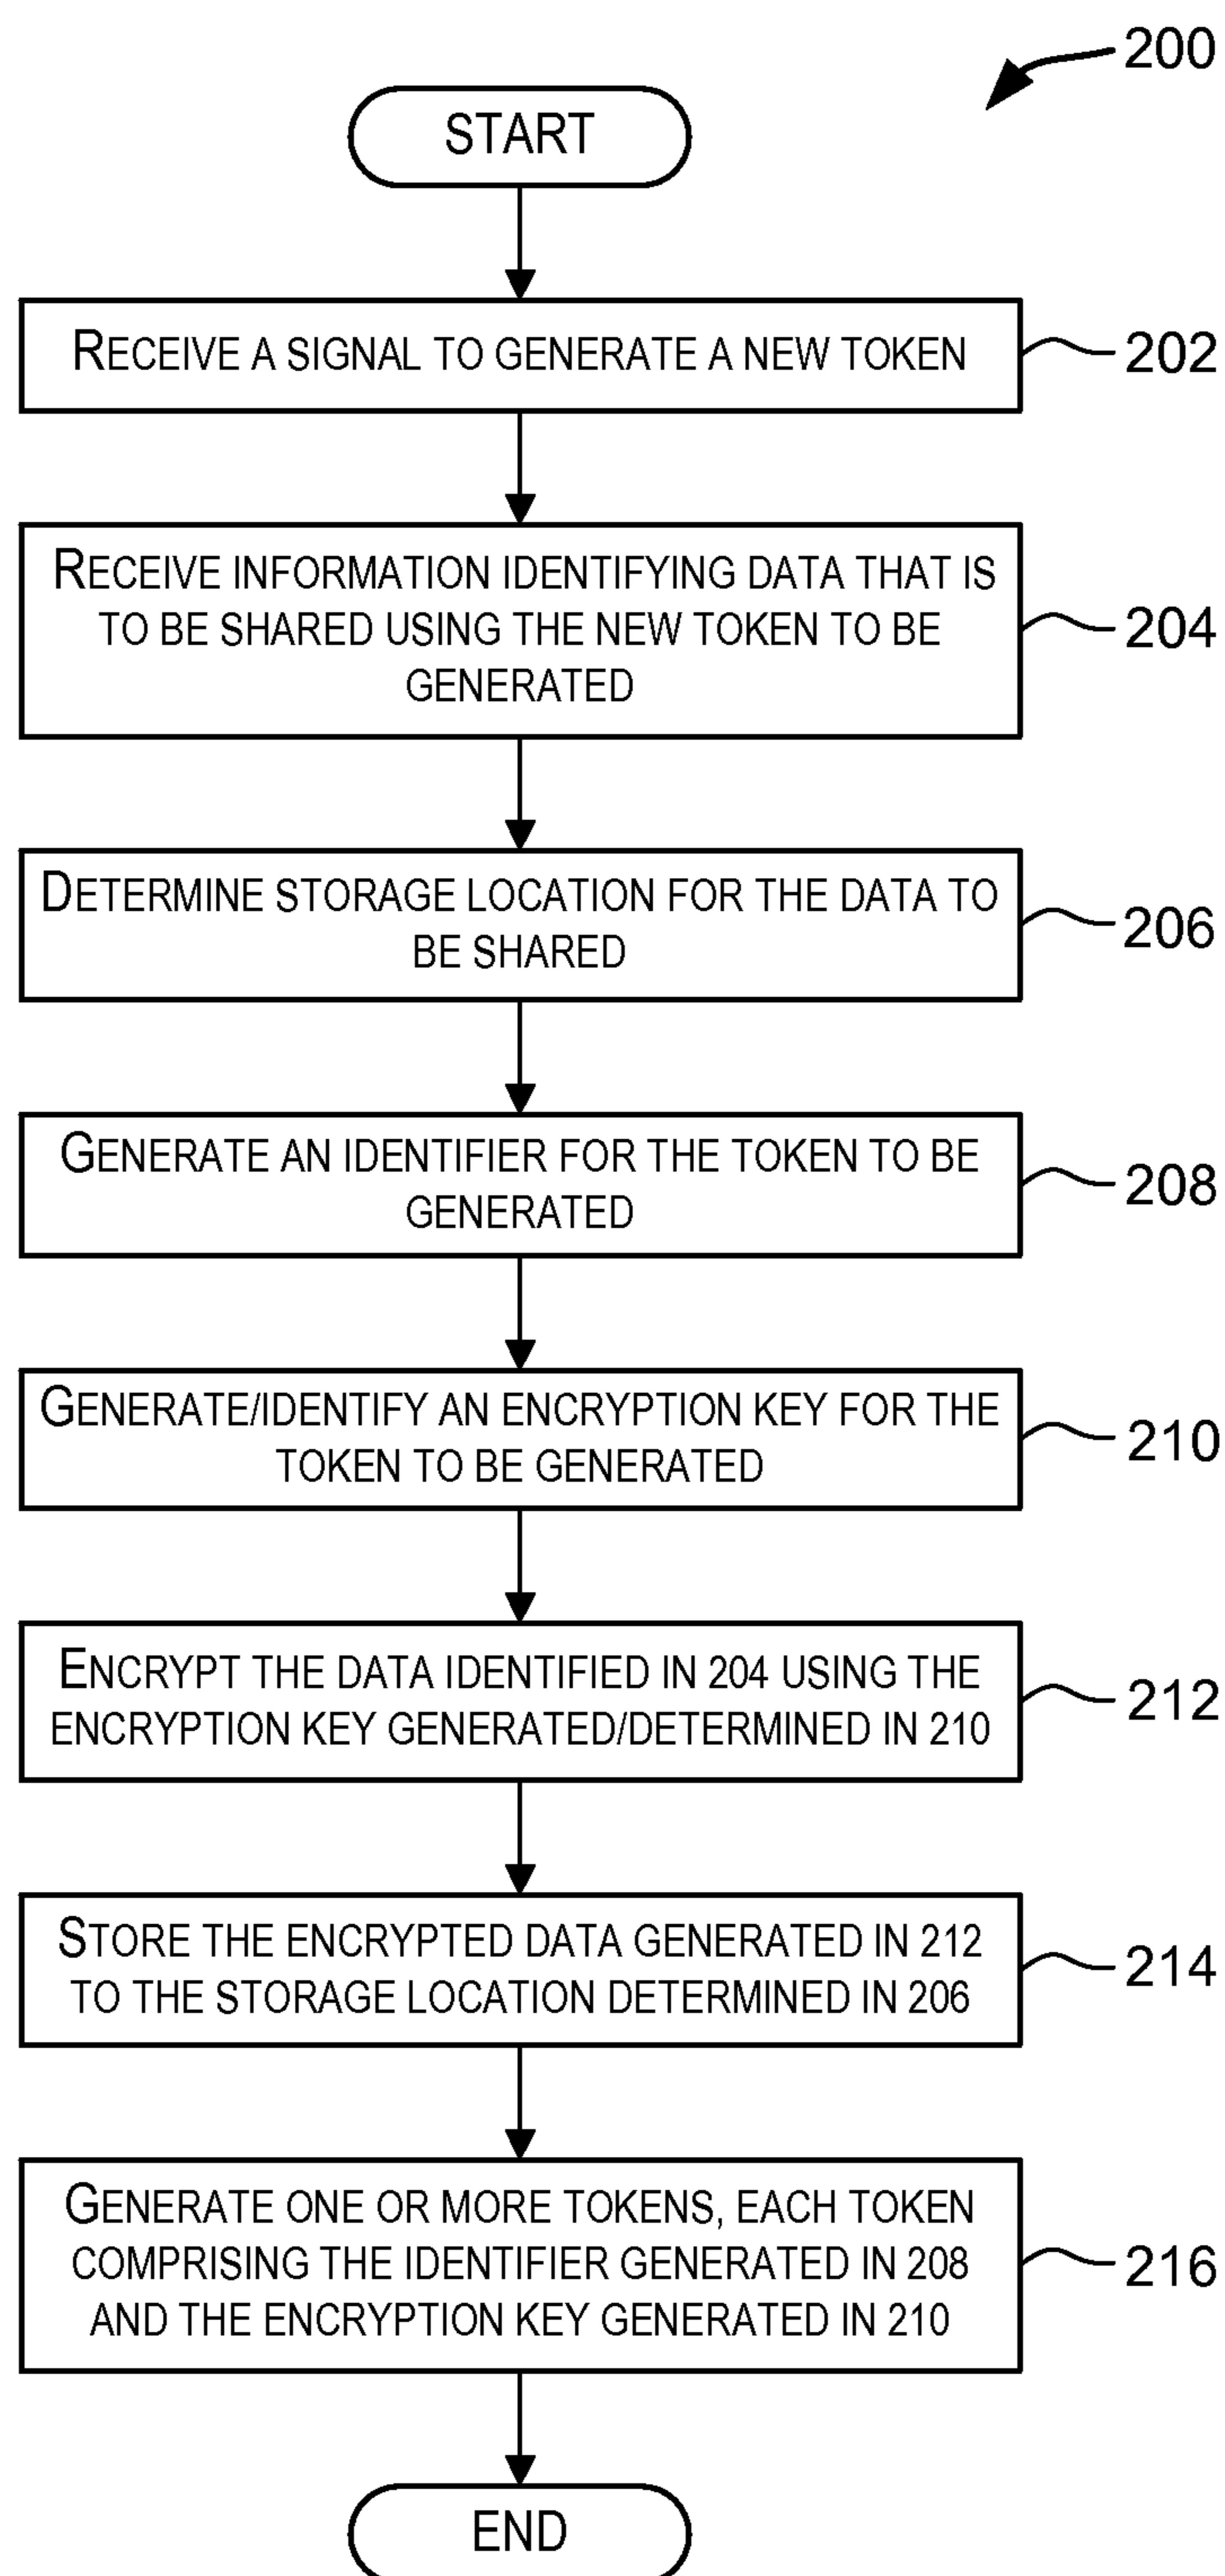 200
START
RECEIVE A SIGNAL TO GENERATE A NEW TOKEN
202
RECEIVE INFORMATION IDENTIFYING DATA THAT IS
TO BE SHARED USING THE NEW TOKEN TO BE
GENERATED
204
DETERMINE STORAGE LOCATION FOR THE DATA TO
BE SHARED
206
GENERATE AN IDENTIFIER FOR THE TOKEN TO BE
GENERATED
208
GENERATE/IDENTIFY AN ENCRYPTION KEY FOR THE
TOKEN TO BE GENERATED
210
ENCRYPT THE DATA IDENTIFIED IN 204 USING THE
ENCRYPTION KEY GENERATED/DETERMINED IN 210
212
STORE THE ENCRYPTED DATA GENERATED IN 212
TO THE STORAGE LOCATION DETERMINED IN 206
214
GENERATE ONE OR MORE TOKENS, EACH TOKEN
COMPRISING THE IDENTIFIER GENERATED IN 208
AND THE ENCRYPTION KEY GENERATED IN 210
216
END